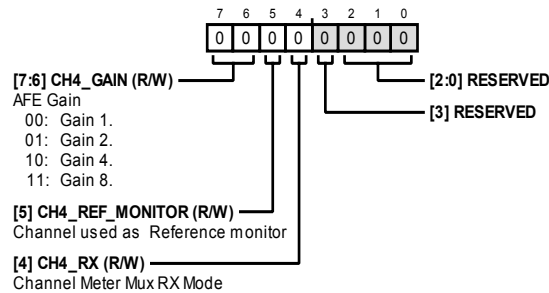 7 6 5 4 3 2 1 0
0 0 0 0 0 0 0 0
[7:6] CH4_GAIN (R/W)
AFE Gain
00: Gain 1.
01: Gain 2.
10: Gain 4.
11: Gain 8.
[5] CH4_REF_MONITOR (R/W)
Channel used as Reference monitor
[4] CH4_RX (R/W)
Channel Meter Mux RX Mode
[2:0] RESERVED
[3] RESERVED